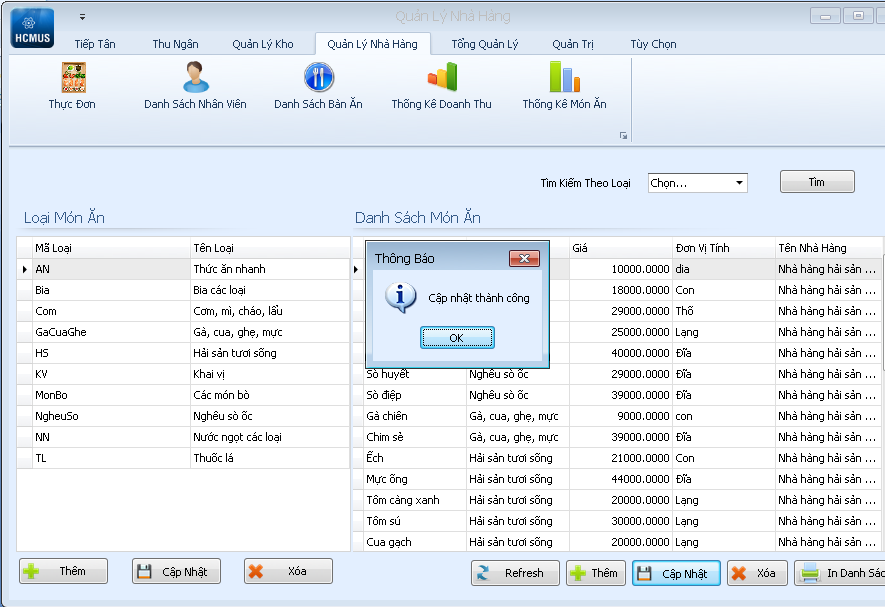 Quản Lý Nhà Hàng
HCMUS
Tiếp Tân Thu Ngân Quản Lý Kho Quản Lý Nhà Hàng Tổng Quản Lý Quản Trị Tùy Chọn
Thực Đơn Danh Sách Nhân Viên Danh Sách Bàn Ăn Thống Kê Doanh Thu Thống Kê Món Ăn
Tìm Kiếm Theo Loại Chọn... Tìm
Loại Món Ăn Danh Sách Món Ăn
Mã Loại Tên Loại Giá Đơn Vị Tính Tên Nhà Hàng
Thông Báo
Cập nhật thành công
OK
AN Thức ăn nhanh 10000.0000 dia Nhà hàng hải sản ...
Bia Bia các loại 18000.0000 Con Nhà hàng hải sản ...
Com Cơm, mì, cháo, lẩu 29000.0000 Thố Nhà hàng hải sản ...
GaCuaGhe Gà, cua, ghẹ, mực 25000.0000 Lạng Nhà hàng hải sản ...
HS Hải sản tươi sống 40000.0000 Đĩa Nhà hàng hải sản ...
KV Khai vị Sò huyết Nghêu sò ốc 29000.0000 Đĩa Nhà hàng hải sản ...
MonBo Các món bò Sò điệp Nghêu sò ốc 39000.0000 Đĩa Nhà hàng hải sản ...
NgheuSo Nghêu sò ốc Gà chiên Gà, cua, ghẹ, mực 9000.0000 con Nhà hàng hải sản ...
NN Nước ngọt các loại Chim sẻ Gà, cua, ghẹ, mực 39000.0000 Đĩa Nhà hàng hải sản ...
TL Thuốc lá Ếch Hải sản tươi sống 21000.0000 Con Nhà hàng hải sản ...
Mực ống Hải sản tươi sống 44000.0000 Đĩa Nhà hàng hải sản ...
Tôm càng xanh Hải sản tươi sống 20000.0000 Lạng Nhà hàng hải sản ...
Tôm sú Hải sản tươi sống 30000.0000 Lạng Nhà hàng hải sản ...
Cua gạch Hải sản tươi sống 20000.0000 Lạng Nhà hàng hải sản ...
Thêm Cập Nhật Xóa Refresh Thêm Cập Nhật Xóa In Danh Sác